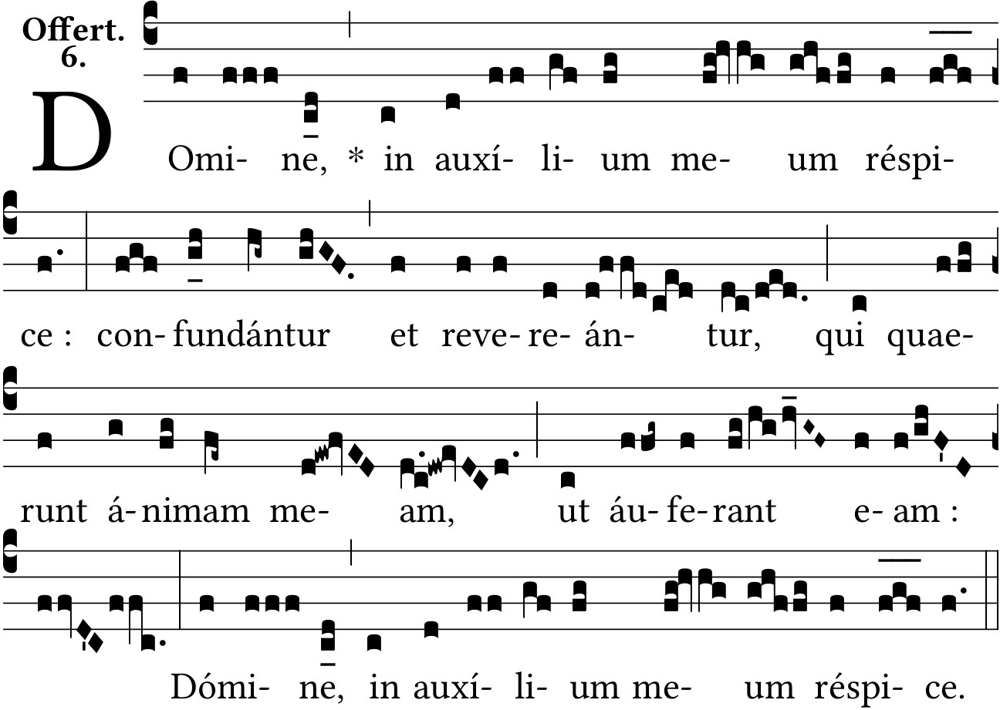 Offert.
6.
DOmi- ne, * in auxí- li- um me- um réspi-
ce : con- fundántur et reve- re- án- tur, qui quae-
runt á- nimam me- am, ut áu- fe- rant e- am :
Dómi- ne, in auxí- li- um me- um réspi- ce.